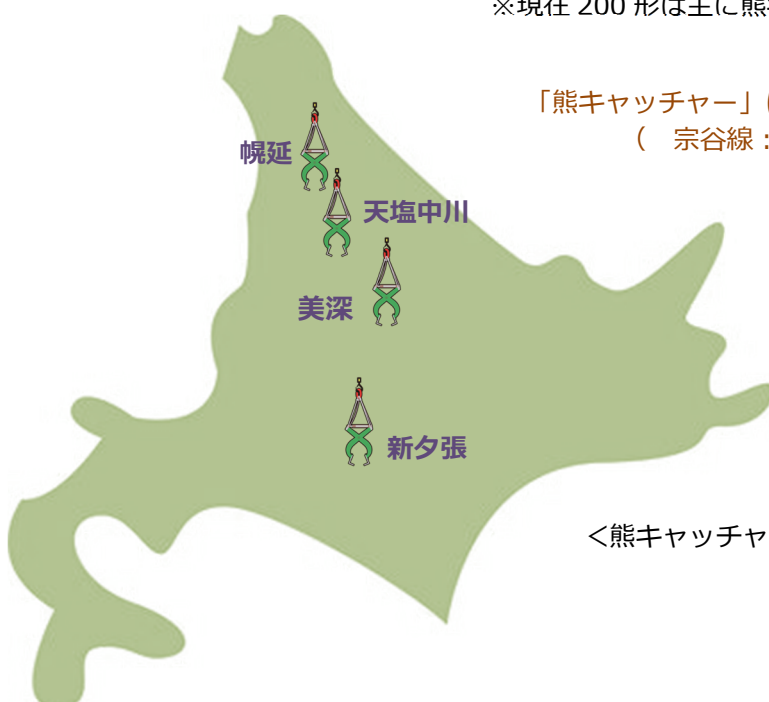 ※現在 200 形は主に熊
「熊キャッチャー」
( 宗谷線：
幌延
天塩中川
美深
新夕張
＜熊キャッチャ